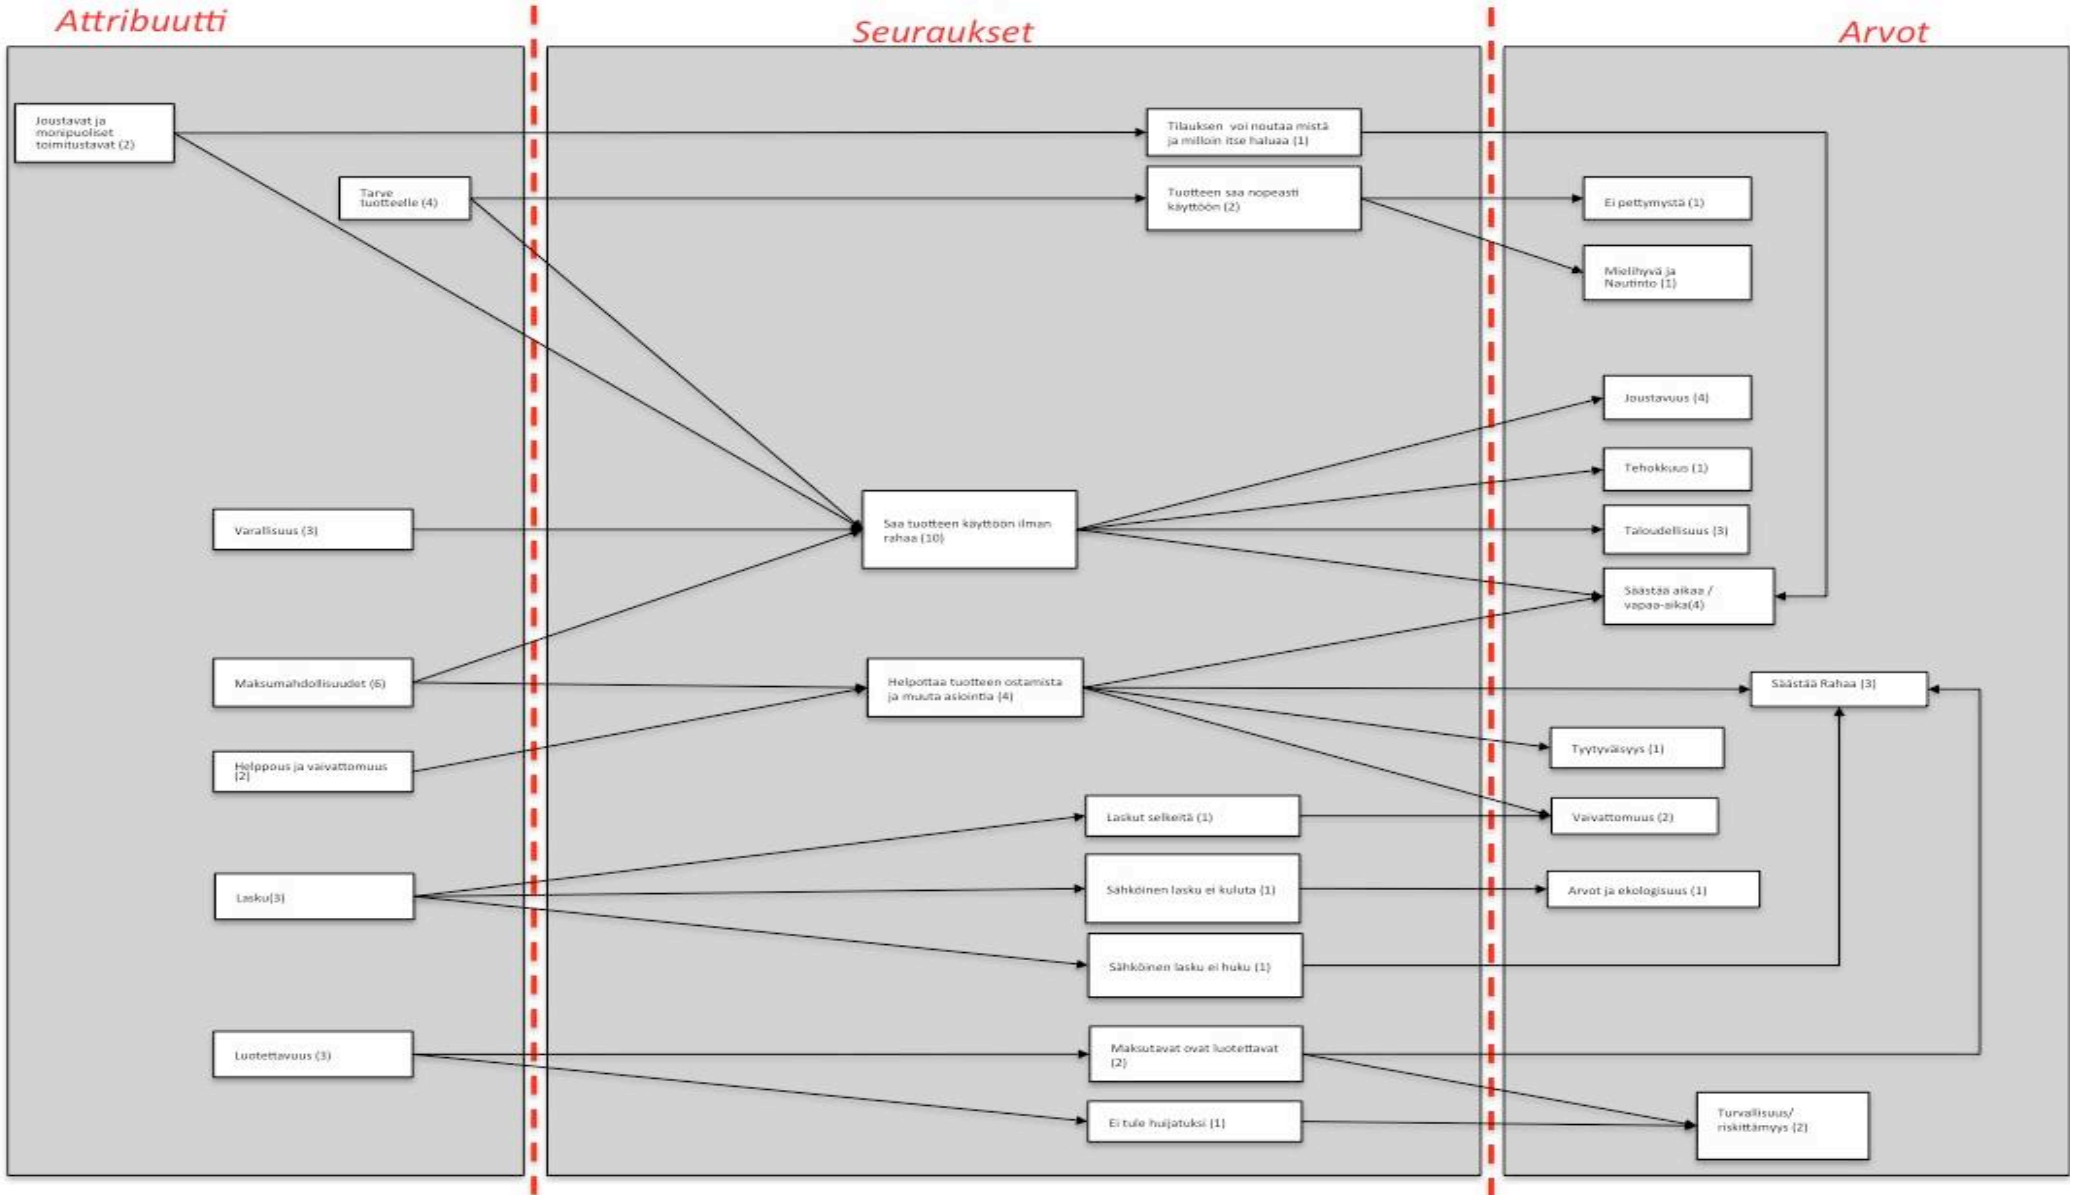 Attribuutti
Seuraukset
Arvot
Joustavat ja
monipuoliset
toimitustavat (2)
Tilauksen voi noutaa mistä
ja milloin itse haluaa (1)
Tarve
tuotteelle (4)
Tuotteen saa nopeasti
käyttöön (2)
Ei pettymystä (1)
Mielihyvä ja
Nautinto (1)
Joustavuus (4)
Tehokkuus (1)
Varallisuus (3)
Saa tuotteen käyttöön ilman
rahaa (10)
Taloudellisuus (3)
Säästää aikaa /
vapaa-aika(4)
Maksumahdollisuudet (6)
Helpottaa tuotteen ostamista
ja muuta asiointia (4)
Säästää Rahaa (3)
Tyytyväisyys (1)
Helppous ja vaivattomuus
(2)
Laskut selkeitä (1)
Vaivattomuus (2)
Lasku(3)
Sähköinen lasku ei kuluta (1)
Arvot ja ekologisuus (1)
Sähköinen lasku ei huku (1)
Luotettavuus (3)
Maksutavat ovat luotettavat
(2)
Ei tule huijatuksi (1)
Turvallisuus/
riskittämyys (2)